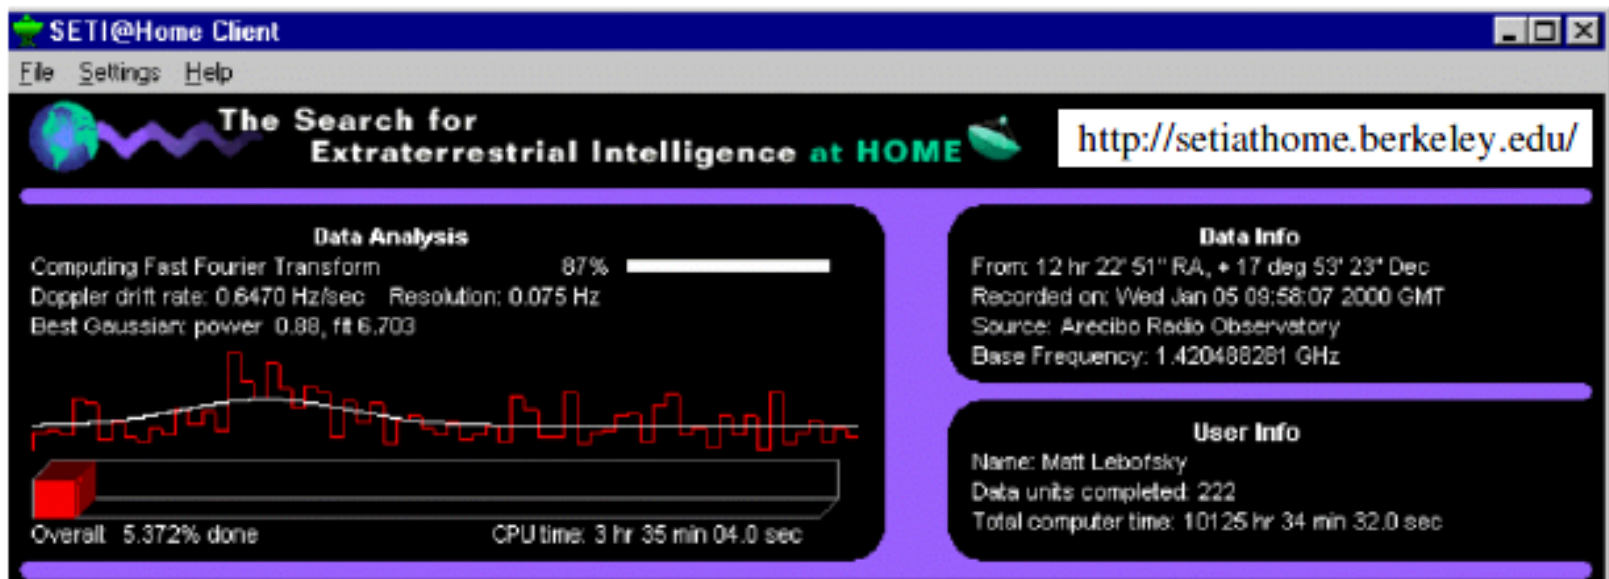 SETI@Home Client
File Settings Help
The Search for
Extraterrestrial Intelligence at HOME
http://setiathome.berkeley.edu/
Data Analysis
Computing Fast Fourier Transform 87%
Doppler drift rate: 0.6470 Hz/sec Resolution: 0.075 Hz
Best Gaussian: power 0.88, fit 6.703
Overall: 5.372% done CPU time: 3 hr 35 min 04.0 sec
Data Info
From: 12 hr 22' 51" RA, + 17 deg 53' 23" Dec
Recorded on: Wed Jan 05 09:58:07 2000 GMT
Source: Arecibo Radio Observatory
Base Frequency: 1.420488281 GHz
User Info
Name: Matt Lebofsky
Data units completed: 222
Total computer time: 10125 hr 34 min 32.0 sec